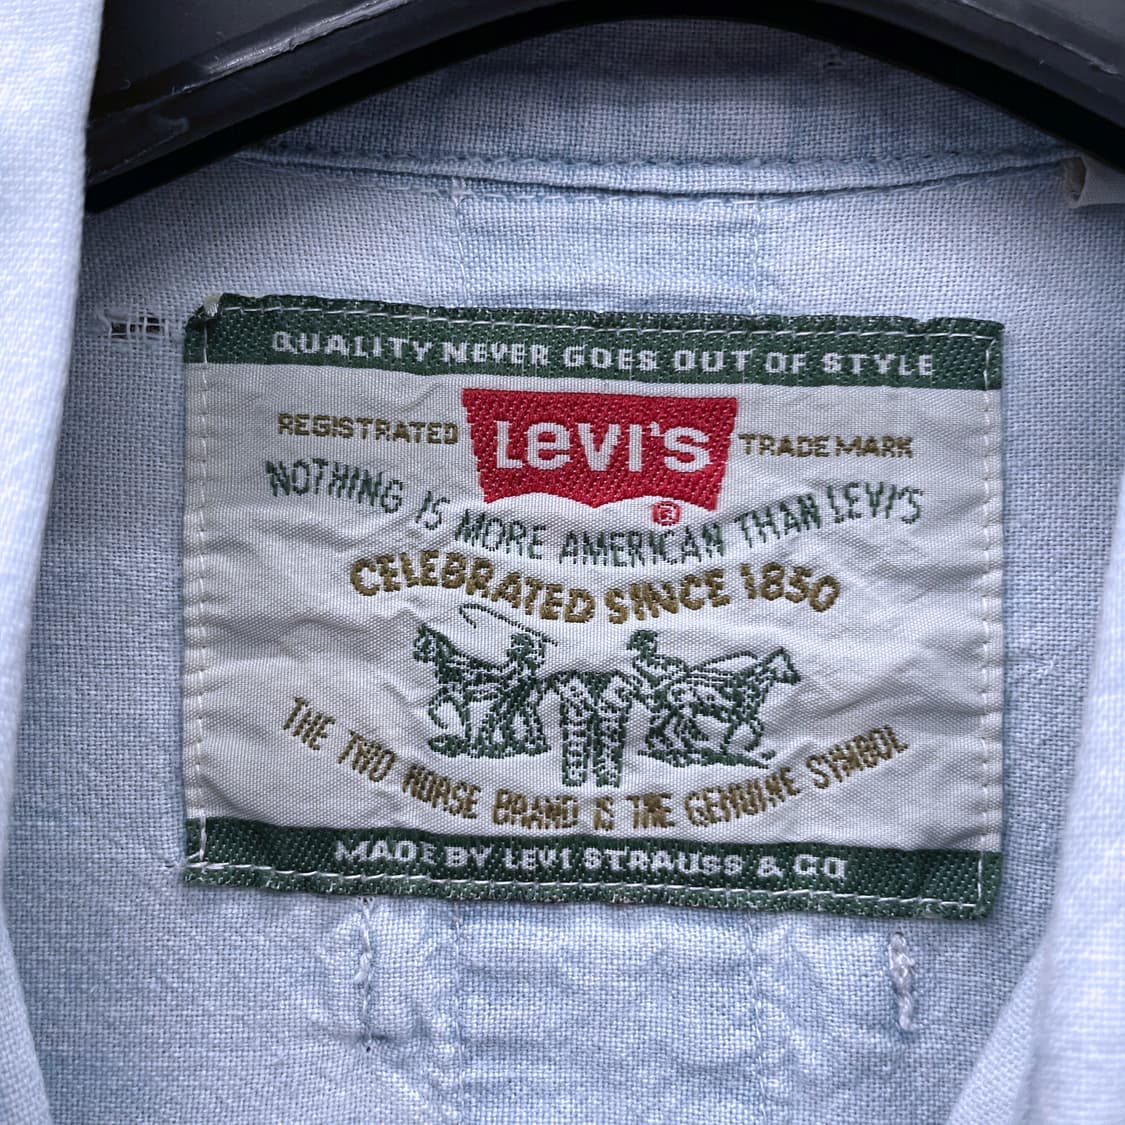 QUALITY NEVER GOES OUT OF STYLE
REGISTRATED LEVI'S TRADE MARK
®
NOTHING IS MORE AMERICAN THAN LEVI'S
CELEBRATED SINCE 1850
THE TWO HORSE BRAND IS THE GENUINE SYMBOL
MADE BY LEVI STRAUSS & CO